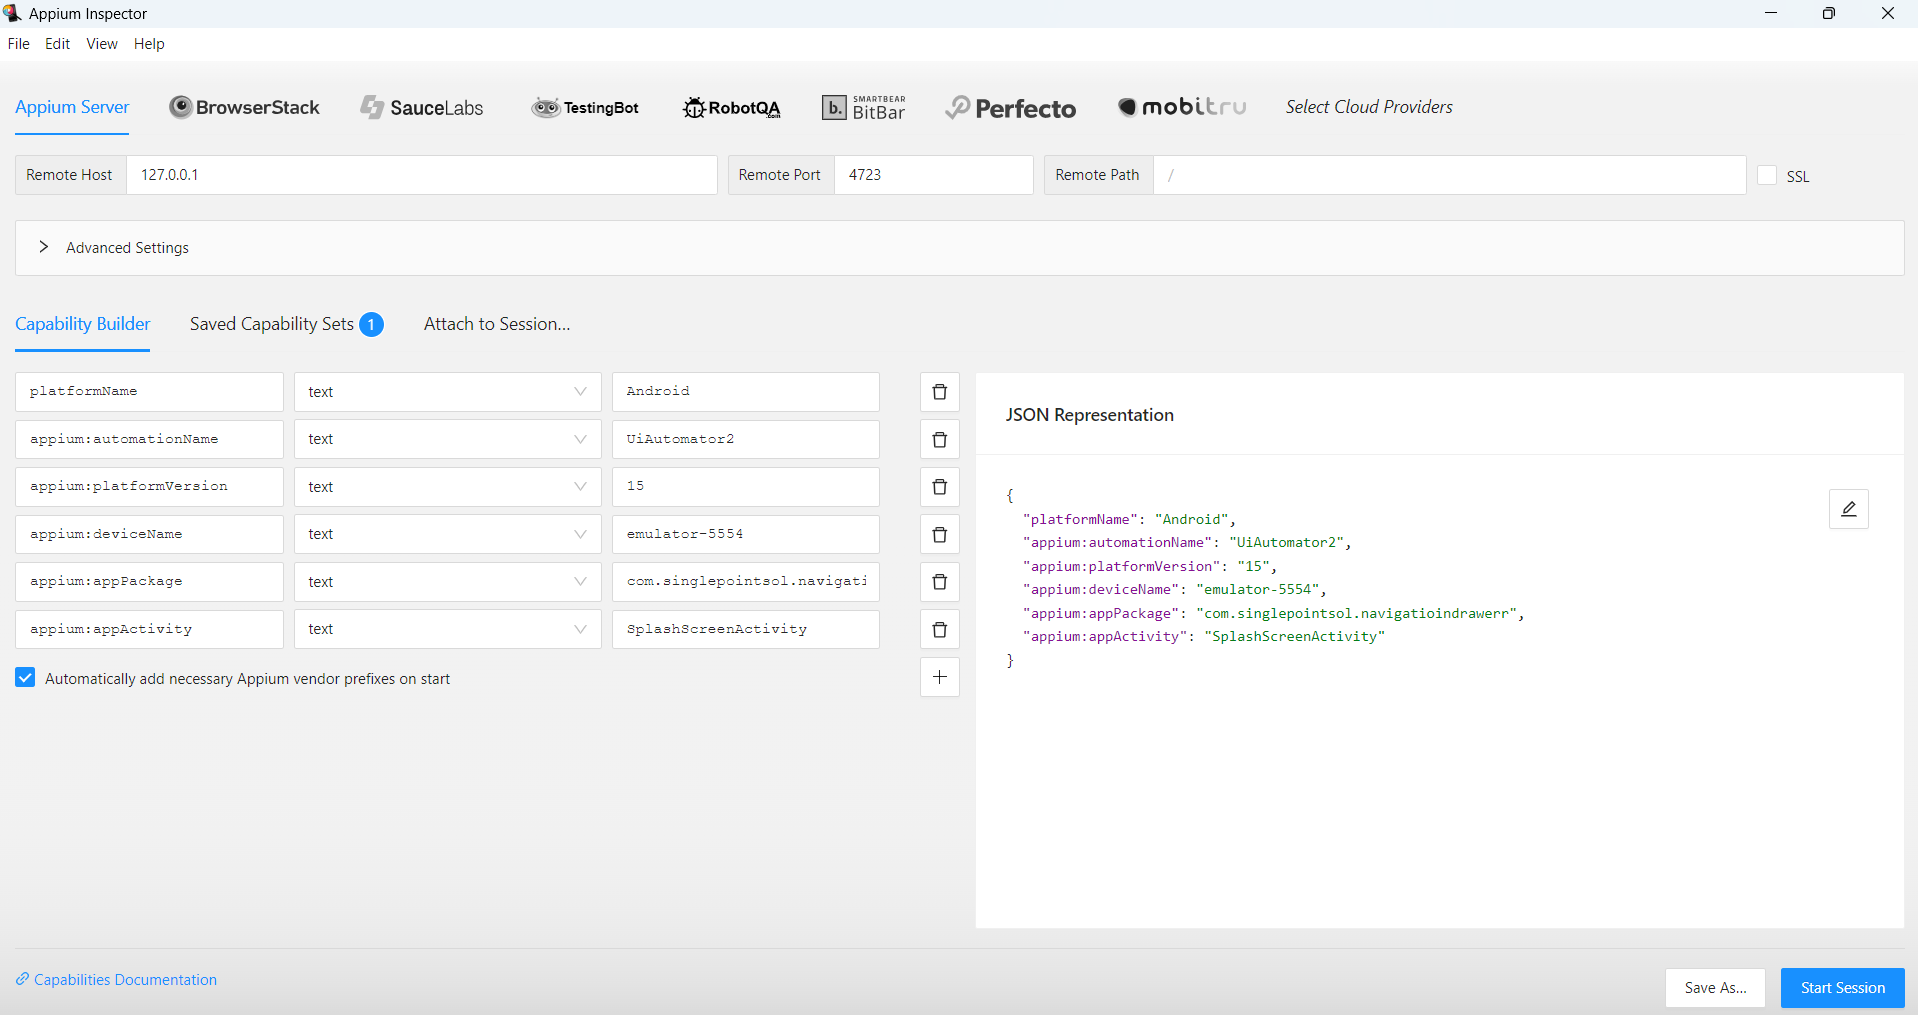 Appium Inspector
File Edit View Help
Appium Server BrowserStack SauceLabs TestingBot RobotQA .com b. SMARTBEAR BitBar Perfecto mobitru Select Cloud Providers
Remote Host 127.0.0.1 Remote Port 4723 Remote Path / SSL
Advanced Settings
Capability Builder Saved Capability Sets 1 Attach to Session...
platformName text Android
appium:automationName text UiAutomator2
appium:platformVersion text 15
appium:deviceName text emulator-5554
appium:appPackage text com.singlepointsol.navigati
appium:appActivity text SplashScreenActivity
Automatically add necessary Appium vendor prefixes on start
JSON Representation
{
"platformName": "Android",
"appium:automationName": "UiAutomator2",
"appium:platformVersion": "15",
"appium:deviceName": "emulator-5554",
"appium:appPackage": "com.singlepointsol.navigatioindrawerr",
"appium:appActivity": "SplashScreenActivity"
}
Capabilities Documentation
Save As... Start Session